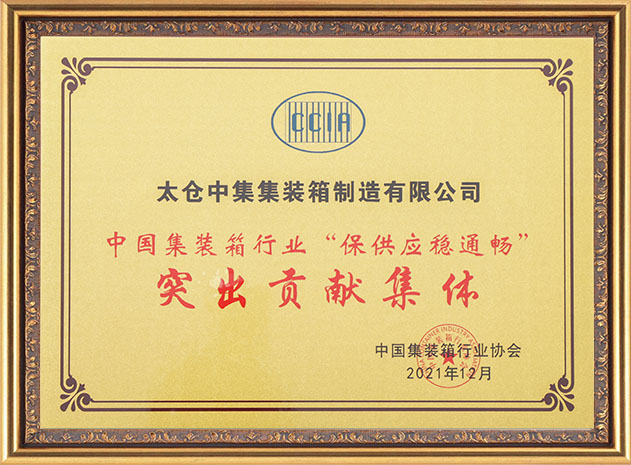 CCIA
太仓中集集装箱制造有限公司
中国集装箱行业“保供应稳通畅”
突出贡献集体
中国集装箱行业协会
2021年12月